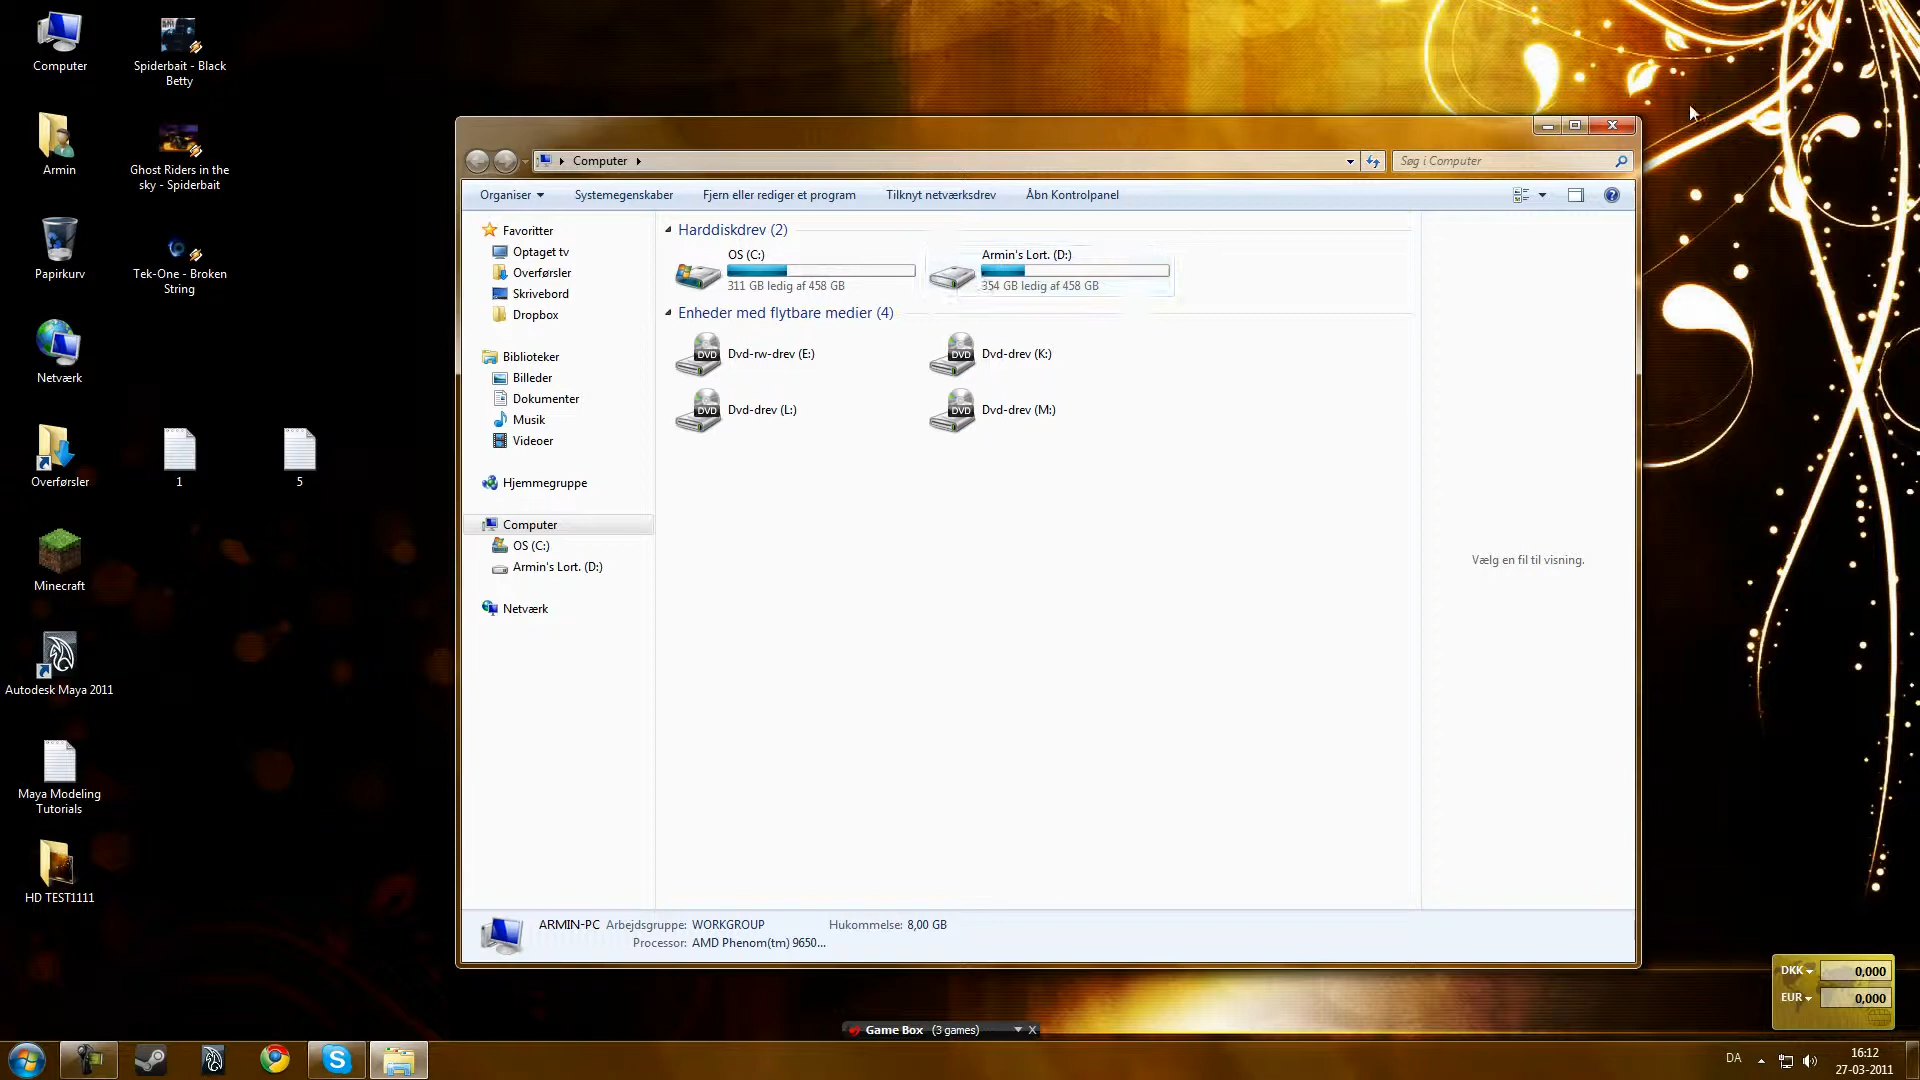 Computer
Spiderbait - Black
Betty
Armin
Ghost Riders in the
sky - Spiderbait
Papirkurv
Tek-One - Broken
String
Netværk
Overførsler
1
5
Minecraft
Autodesk Maya 2011
Maya Modeling
Tutorials
HD TEST1111
Computer
Søg i Computer
Organiser
Systemegenskaber
Fjern eller rediger et program
Tilknyt netværksdrev
Åbn Kontrolpanel
Favoritter
Optaget tv
Overførsler
Skrivebord
Dropbox
Biblioteker
Billeder
Dokumenter
Musik
Videoer
Hjemmegruppe
Computer
OS (C:)
Armin's Lort. (D:)
Netværk
Harddiskdrev (2)
OS (C:)
311 GB ledig af 458 GB
Armin's Lort. (D:)
354 GB ledig af 458 GB
Enheder med flytbare medier (4)
DVD
Dvd-rw-drev (E:)
DVD
Dvd-drev (K:)
DVD
Dvd-drev (L:)
DVD
Dvd-drev (M:)
Vælg en fil til visning.
ARMIN-PC Arbejdsgruppe: WORKGROUP Hukommelse: 8,00 GB
Processor: AMD Phenom(tm) 9650...
DKK 0,000
EUR 0,000
Game Box (3 games)
DA
16:12
27-03-2011